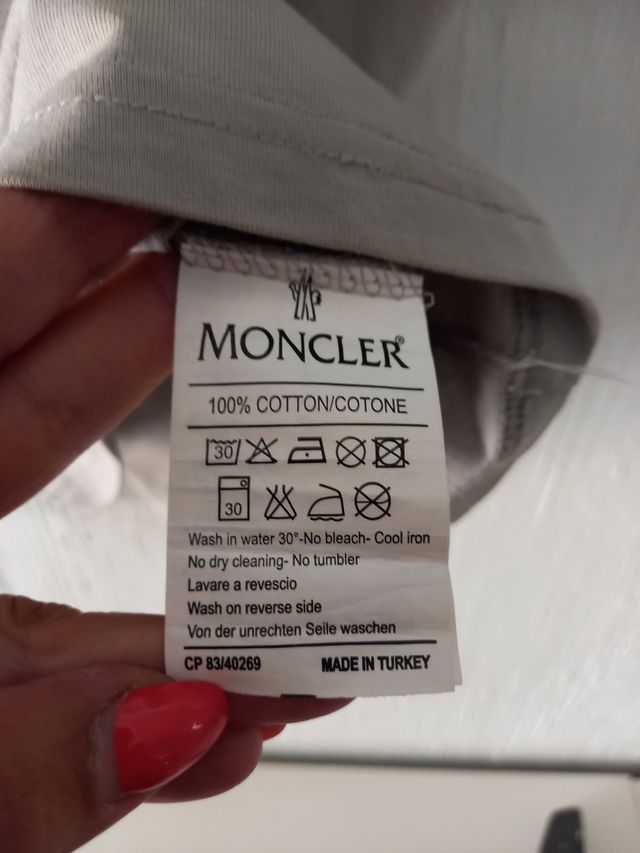 MONCLER®
100% COTTON/COTONE
30
30
Wash in water 30°-No bleach- Cool iron
No dry cleaning- No tumbler
Lavare a revescio
Wash on reverse side
Von der unrechten Seile waschen
CP 83/40269 MADE IN TURKEY